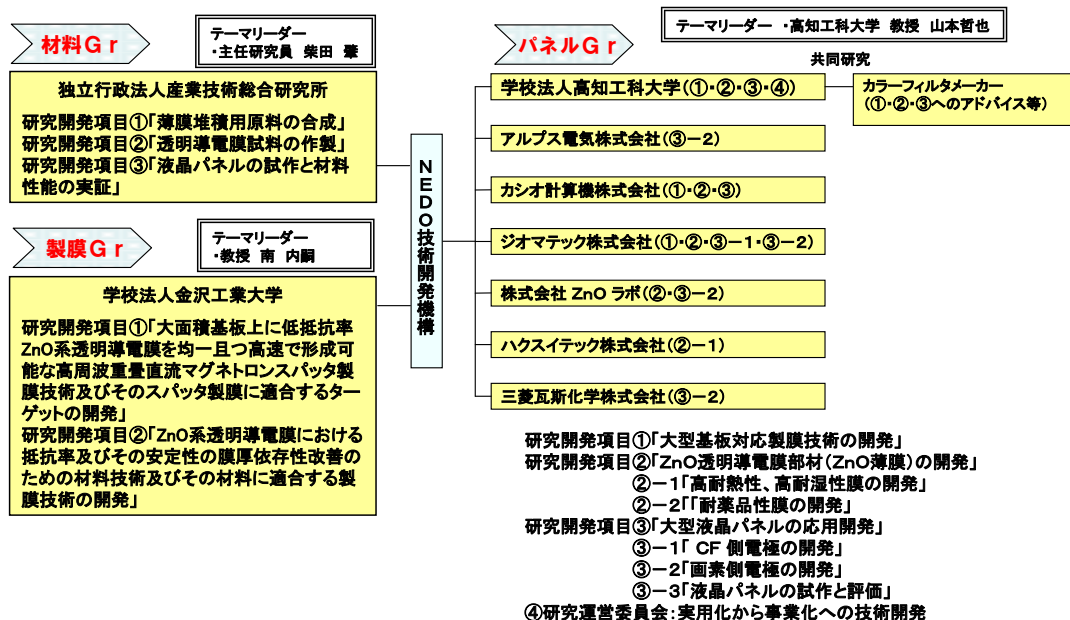 材料Gr
テーマリーダー
・主任研究員 柴田 肇
独立行政法人産業技術総合研究所
研究開発項目①「薄膜堆積用原料の合成」
研究開発項目②「透明導電膜試料の作製」
研究開発項目③「液晶パネルの試作と材料
性能の実証」
製膜Gr
テーマリーダー
・教授 南 内嗣
学校法人金沢工業大学
研究開発項目①「大面積基板上に低抵抗率
ZnO系透明導電膜を均一且つ高速で形成可
能な高周波重畳直流マグネトロンスパッタ製
膜技術及びそのスパッタ製膜に適合するター
ゲットの開発」
研究開発項目②「ZnO系透明導電膜における
抵抗率及びその安定性の膜厚依存性改善の
ための材料技術及びその材料に適合する製
膜技術の開発」
NEDO技術開発機構
パネルGr
テーマリーダー ・高知工科大学 教授 山本哲也
共同研究
学校法人高知工科大学(①・②・③・④)
カラーフィルタメーカー
(①・②・③へのアドバイス等)
アルプス電気株式会社(③－2)
カシオ計算機株式会社(①・②・③)
ジオマテック株式会社(①・②・③－1・③－2)
株式会社 ZnO ラボ(②・③－2)
ハクスイテック株式会社(②－1)
三菱瓦斯化学株式会社(③－2)
研究開発項目①「大型基板対応製膜技術の開発」
研究開発項目②「ZnO透明導電膜部材(ZnO薄膜)の開発」
②－1「高耐熱性、高耐湿性膜の開発」
②－2「「耐薬品性膜の開発」
研究開発項目③「大型液晶パネルの応用開発」
③－1「 CF 側電極の開発」
③－2「画素側電極の開発」
③－3「液晶パネルの試作と評価」
④研究運営委員会:実用化から事業化への技術開発